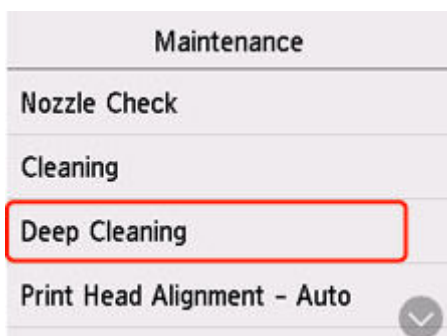 Maintenance
Nozzle Check
Cleaning
Deep Cleaning
Print Head Alignment - Auto